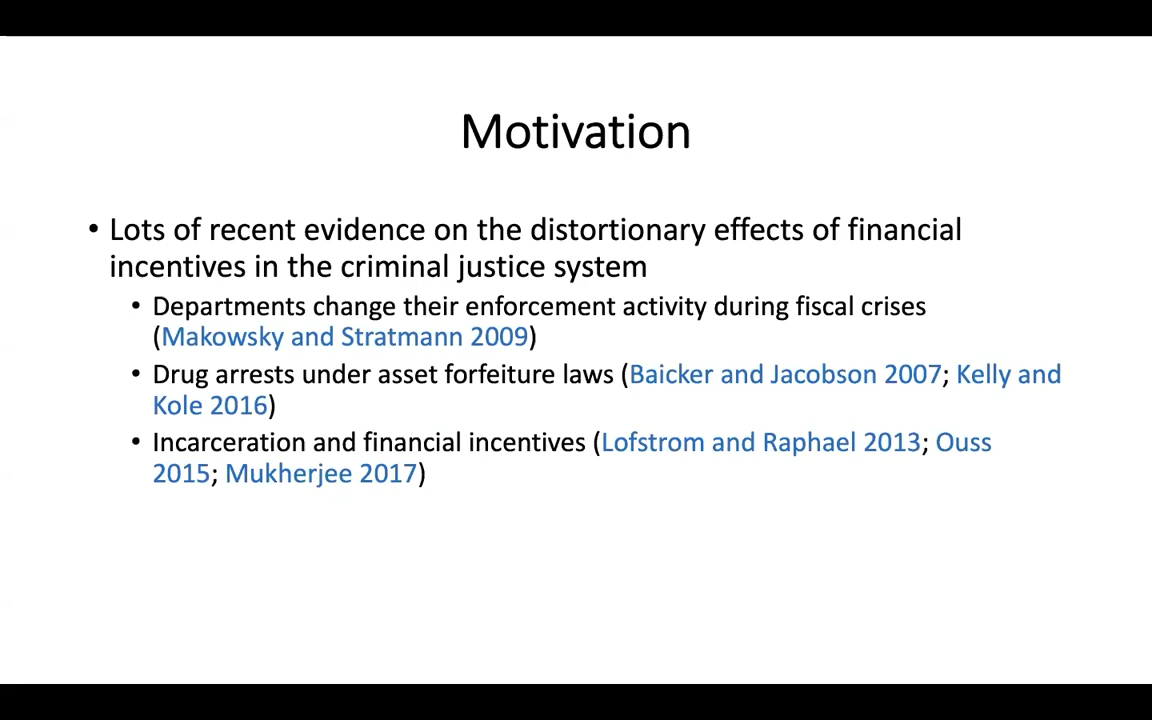 Motivation
• Lots of recent evidence on the distortionary effects of financial
incentives in the criminal justice system
• Departments change their enforcement activity during fiscal crises
(Makowsky and Stratmann 2009)
• Drug arrests under asset forfeiture laws (Baicker and Jacobson 2007; Kelly and
Kole 2016)
• Incarceration and financial incentives (Lofstrom and Raphael 2013; Ouss
2015; Mukherjee 2017)